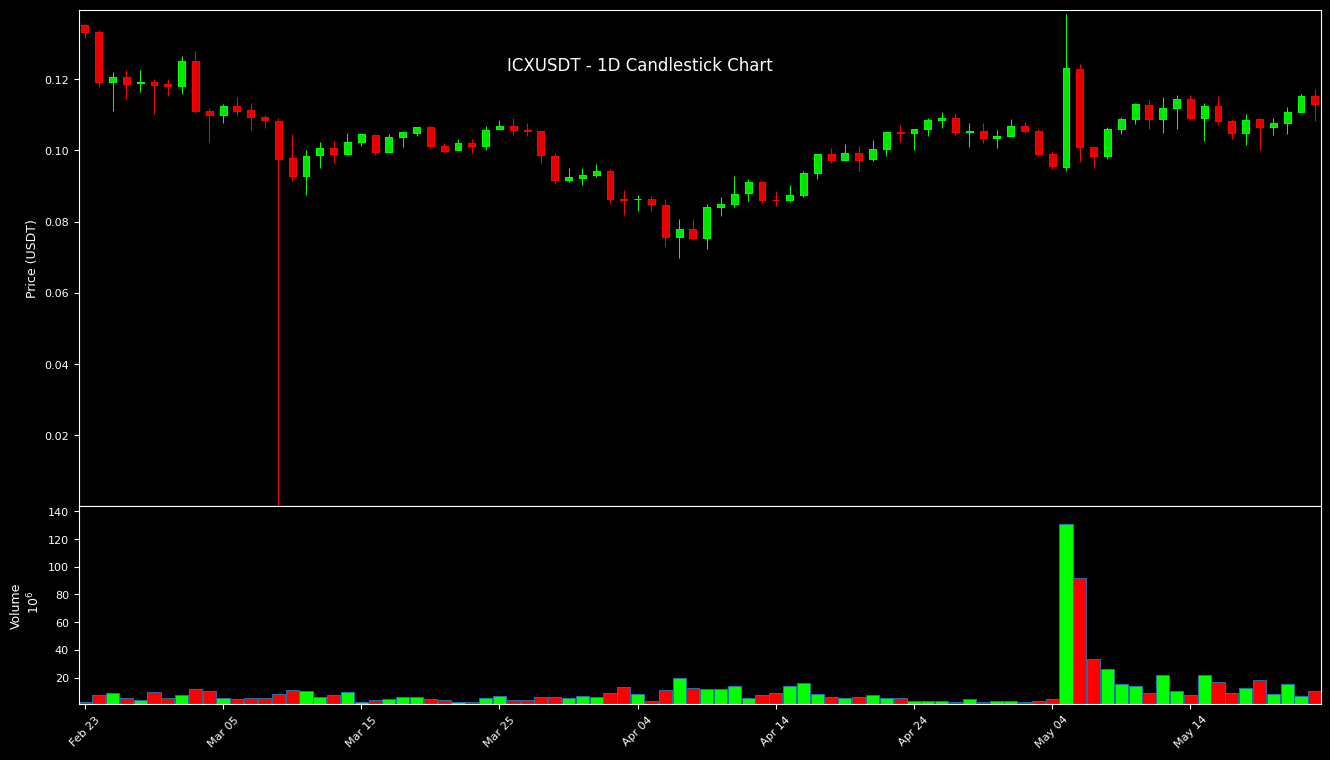 ICXUSDT - 1D Candlestick Chart
Price (USDT)
0.12
0.10
0.08
0.06
0.04
0.02
Volume
10^6
140
120
100
80
60
40
20
Feb 23
Mar 05
Mar 15
Mar 25
Apr 04
Apr 14
Apr 24
May 04
May 14